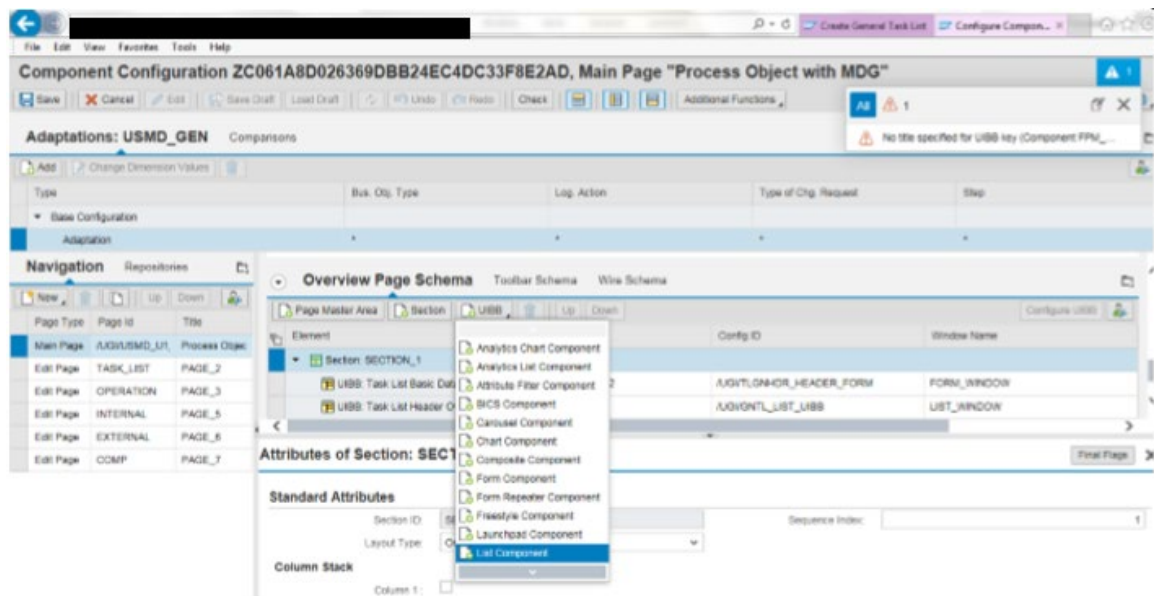 Create General Task List
Configure Compon...
File Edit View Favorites Tools Help
Component Configuration ZC061A8D026369DBB24EC4DC33F8E2AD, Main Page "Process Object with MDG"
1
Save Cancel Edit Save Draft Load Draft Undo Redo Check Additional Functions
All 1
No title specified for UIBB key (Component FPM_...
Adaptations: USMD_GEN Comparisons
Add Change Dimension Values
Type Bus. Obj. Type Log. Action Type of Chg. Request Step
Base Configuration
Adaptation * * * *
Navigation Repositories
Overview Page Schema Toolbar Schema Wire Schema
New Up Down
Page Master Area Section UIBB Up Down Configure UIBB
Page Type Page Id Title
Element Config ID Window Name
Main Page /UGI/USMD_U1, Process Objec
Section: SECTION_1
Edit Page TASK_LIST PAGE_2
UIBB: Task List Basic Dat 2 /UGI/TLGNHDR_HEADER_FORM FORM_WINDOW
Edit Page OPERATION PAGE_3
UIBB: Task List Header O /UGI/GNTL_LIST_UIBB LIST_WINDOW
Edit Page INTERNAL PAGE_5
Edit Page EXTERNAL PAGE_6
Edit Page COMP PAGE_7
Analytics Chart Component
Analytics List Component
Attribute Filter Component
BICS Component
Carousel Component
Chart Component
Composite Component
Form Component
Form Repeater Component
Freestyle Component
Launchpad Component
List Component
Attributes of Section: SECT Final Flags
Standard Attributes
Section ID: SE Sequence Index: 1
Layout Type: O
Column Stack
Column 1: